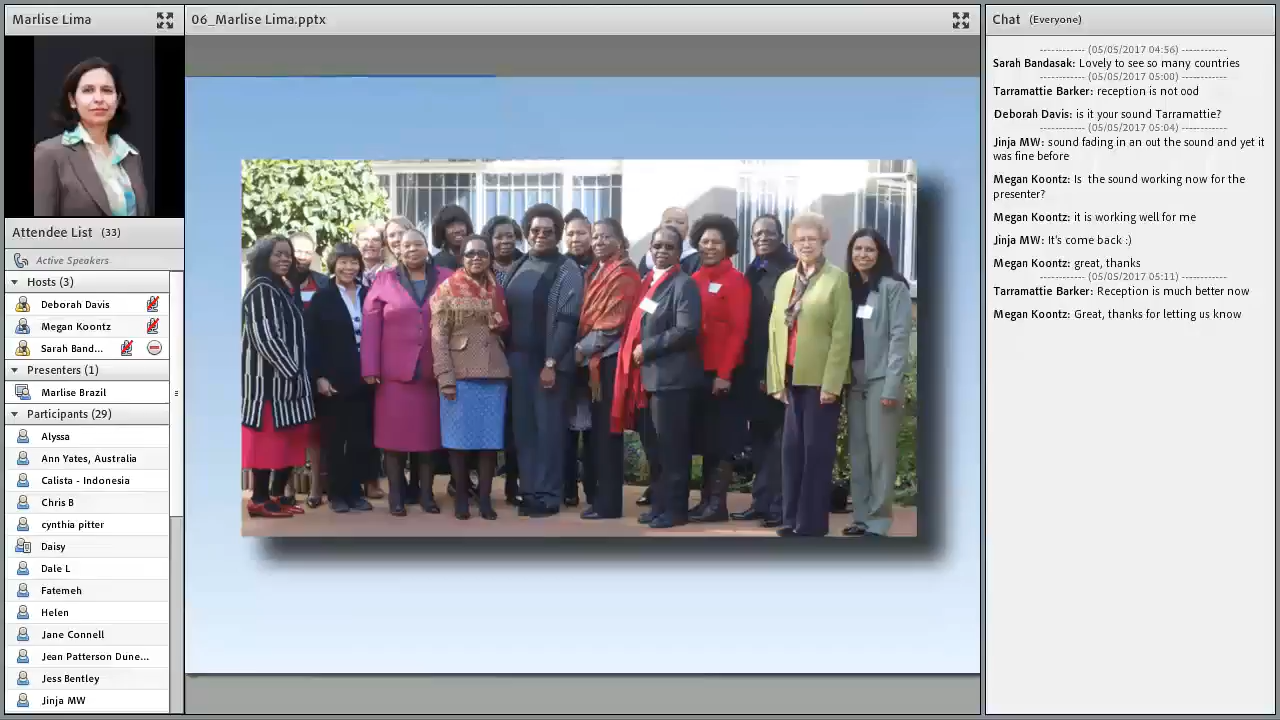 Marlise Lima
Attendee List (33)
Active Speakers
Hosts (3)
Deborah Davis
Megan Koontz
Sarah Band...
Presenters (1)
Marlise Brazil
Participants (29)
Alyssa
Ann Yates, Australia
Calista - Indonesia
Chris B
cynthia pitter
Daisy
Dale L
Fatemeh
Helen
Jane Connell
Jean Patterson Dune...
Jess Bentley
Jinja MW
06_Marlise Lima.pptx
Chat (Everyone)
------------ (05/05/2017 04:56) ------------
Sarah Bandasak: Lovely to see so many countries
------------ (05/05/2017 05:00) ------------
Tarramattie Barker: reception is not ood
Deborah Davis: is it your sound Tarramattie?
------------ (05/05/2017 05:04) ------------
Jinja MW: sound fading in an out the sound and yet it
was fine before
Megan Koontz: Is the sound working now for the
presenter?
Megan Koontz: it is working well for me
Jinja MW: It's come back :)
Megan Koontz: great, thanks
------------ (05/05/2017 05:11) ------------
Tarramattie Barker: Reception is much better now
Megan Koontz: Great, thanks for letting us know